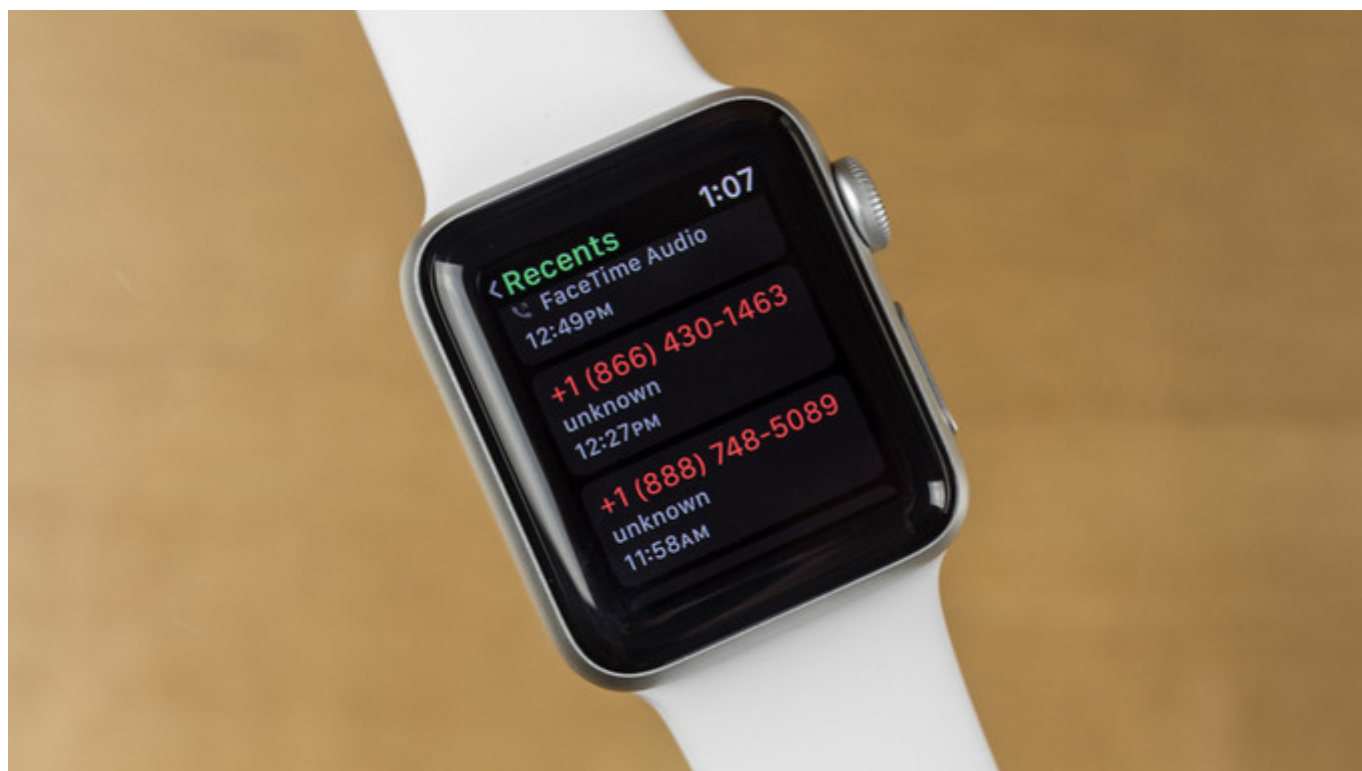 1:07
<Recents
FaceTime Audio
12:49PM
+1 (866) 430-1463
unknown
12:27PM
+1 (888) 748-5089
unknown
11:58AM